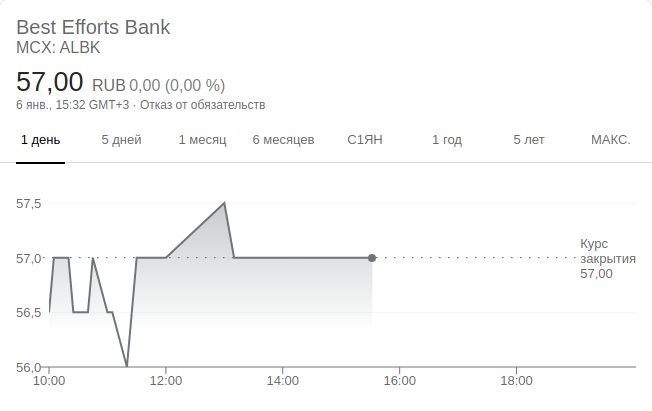 Best Efforts Bank
MCX: ALBK
57,00 RUB 0,00 (0,00 %)
6 янв., 15:32 GMT+3 · Отказ от обязательств
1 день 5 дней 1 месяц 6 месяцев С1ЯН 1 год 5 лет МАКС.
57,5
57,0
56,5
56,0
Курс
закрытия
57,00
10:00 12:00 14:00 16:00 18:00